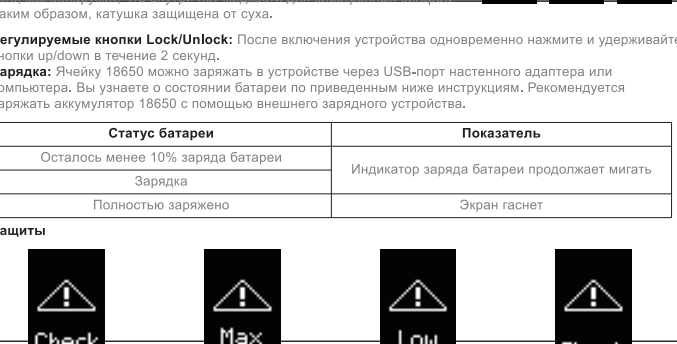 аким образом, катушка защищена от суха.
егулируемые кнопки Lock/Unlock: После включения устройства одновременно нажмите и удерживайте
нопки up/down в течение 2 секунд.
арядка: Ячейку 18650 можно заряжать в устройстве через USB-порт настенного адаптера или
омпьютера. Вы узнаете о состоянии батареи по приведенным ниже инструкциям. Рекомендуется
аряжать аккумулятор 18650 с помощью внешнего зарядного устройства.
Статус батареи Показатель
Осталось менее 10% заряда батареи
Индикатор заряда батареи продолжает мигать
Зарядка
Полностью заряжено Экран гаснет
ащиты
Check Max Low